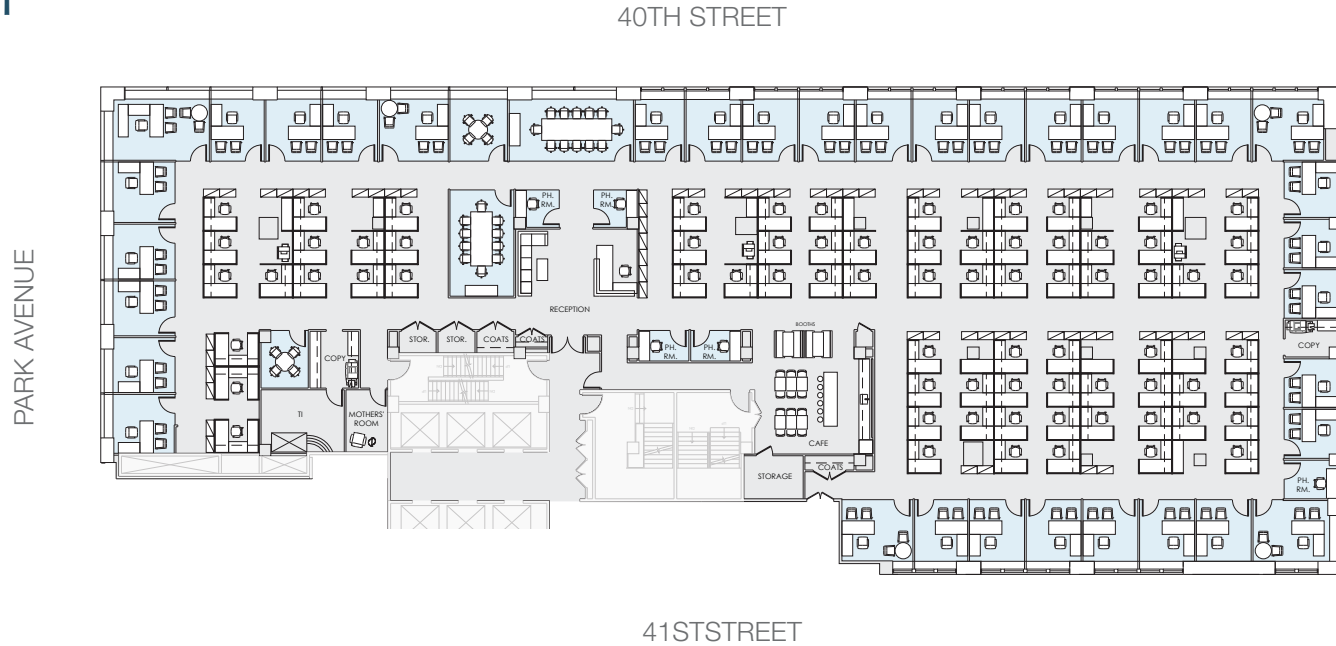 40TH STREET
PARK AVENUE
PH.
RM.
PH.
RM.
RECEPTION
STOR.
STOR.
COATS
COATS
BOOTHS
COPY
PH.
RM.
PH.
RM.
COPY
TI
MOTHERS'
ROOM
CAFE
COATS
STORAGE
PH.
RM.
41STSTREET